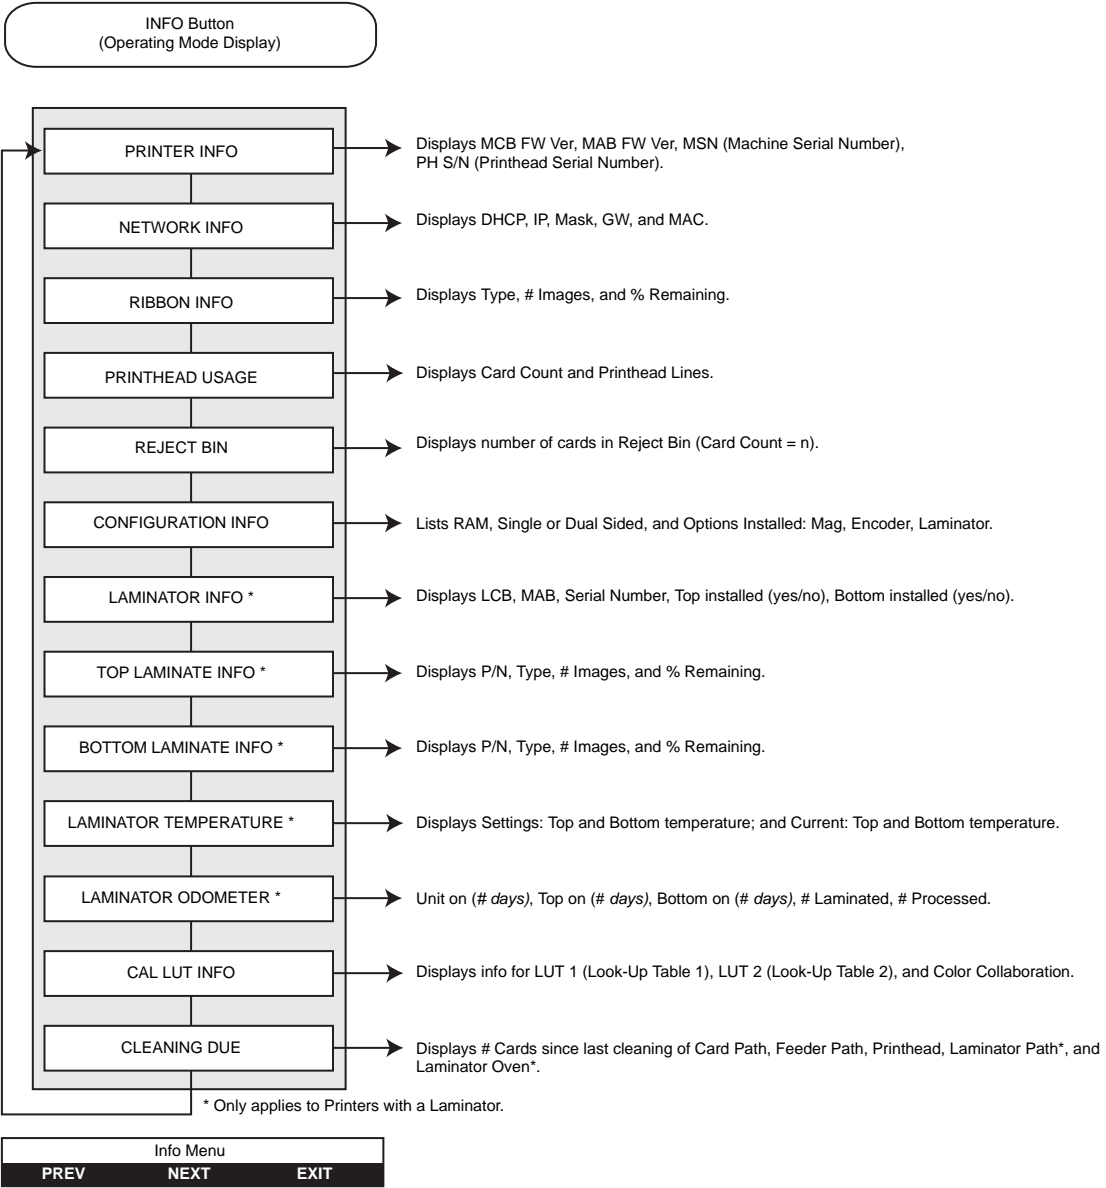 INFO Button
(Operating Mode Display)
PRINTER INFO
Displays MCB FW Ver, MAB FW Ver, MSN (Machine Serial Number),
PH S/N (Printhead Serial Number).
NETWORK INFO
Displays DHCP, IP, Mask, GW, and MAC.
RIBBON INFO
Displays Type, # Images, and % Remaining.
PRINTHEAD USAGE
Displays Card Count and Printhead Lines.
REJECT BIN
Displays number of cards in Reject Bin (Card Count = n).
CONFIGURATION INFO
Lists RAM, Single or Dual Sided, and Options Installed: Mag, Encoder, Laminator.
LAMINATOR INFO *
Displays LCB, MAB, Serial Number, Top installed (yes/no), Bottom installed (yes/no).
TOP LAMINATE INFO *
Displays P/N, Type, # Images, and % Remaining.
BOTTOM LAMINATE INFO *
Displays P/N, Type, # Images, and % Remaining.
LAMINATOR TEMPERATURE *
Displays Settings: Top and Bottom temperature; and Current: Top and Bottom temperature.
LAMINATOR ODOMETER *
Unit on (# days), Top on (# days), Bottom on (# days), # Laminated, # Processed.
CAL LUT INFO
Displays info for LUT 1 (Look-Up Table 1), LUT 2 (Look-Up Table 2), and Color Collaboration.
CLEANING DUE
Displays # Cards since last cleaning of Card Path, Feeder Path, Printhead, Laminator Path*, and
Laminator Oven*.
* Only applies to Printers with a Laminator.
Info Menu
PREV NEXT EXIT